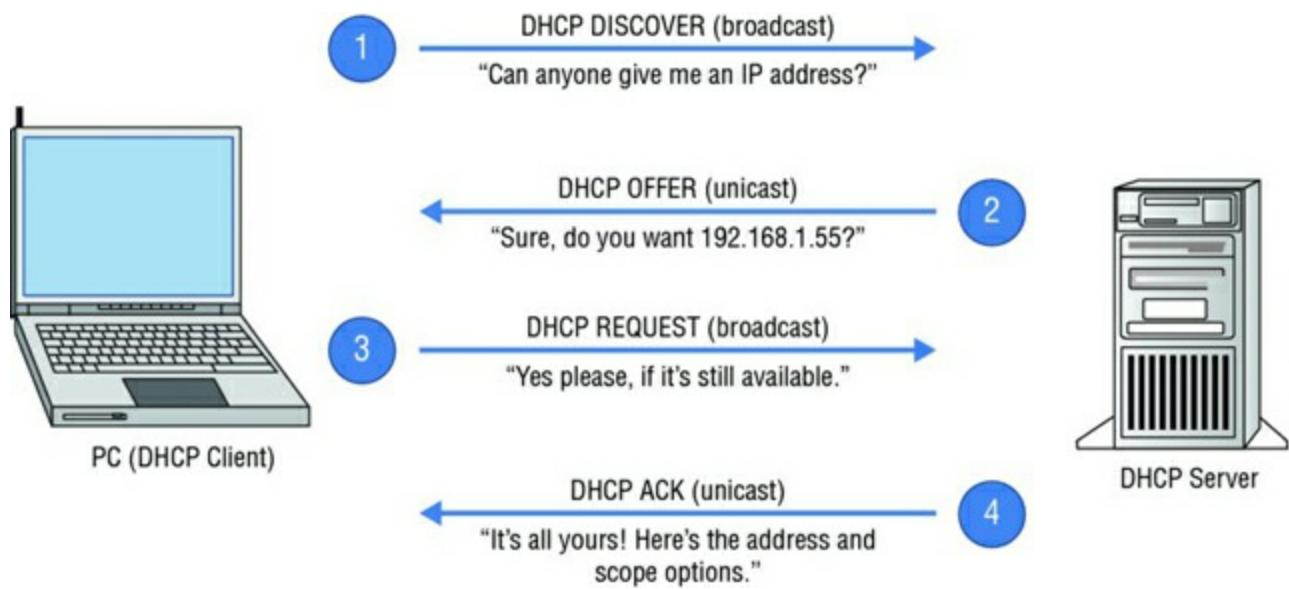 1
DHCP DISCOVER (broadcast)
“Can anyone give me an IP address?”
DHCP OFFER (unicast)
2
“Sure, do you want 192.168.1.55?”
3
DHCP REQUEST (broadcast)
“Yes please, if it’s still available.”
PC (DHCP Client)
DHCP Server
DHCP ACK (unicast)
4
“It’s all yours! Here’s the address and
scope options.”